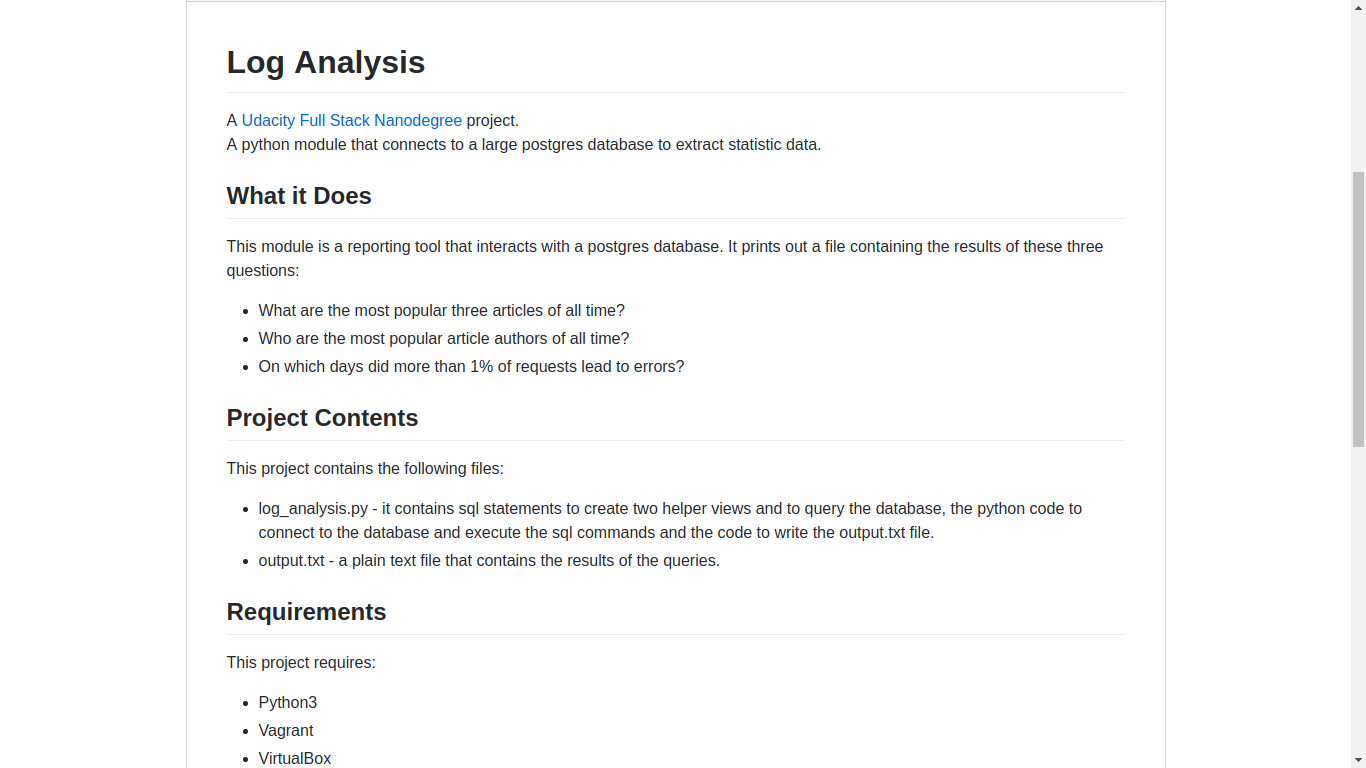 Log Analysis
A Udacity Full Stack Nanodegree project.
A python module that connects to a large postgres database to extract statistic data.
What it Does
This module is a reporting tool that interacts with a postgres database. It prints out a file containing the results of these three
questions:
• What are the most popular three articles of all time?
• Who are the most popular article authors of all time?
• On which days did more than 1% of requests lead to errors?
Project Contents
This project contains the following files:
• log_analysis.py - it contains sql statements to create two helper views and to query the database, the python code to
connect to the database and execute the sql commands and the code to write the output.txt file.
• output.txt - a plain text file that contains the results of the queries.
Requirements
This project requires:
• Python3
• Vagrant
• VirtualBox